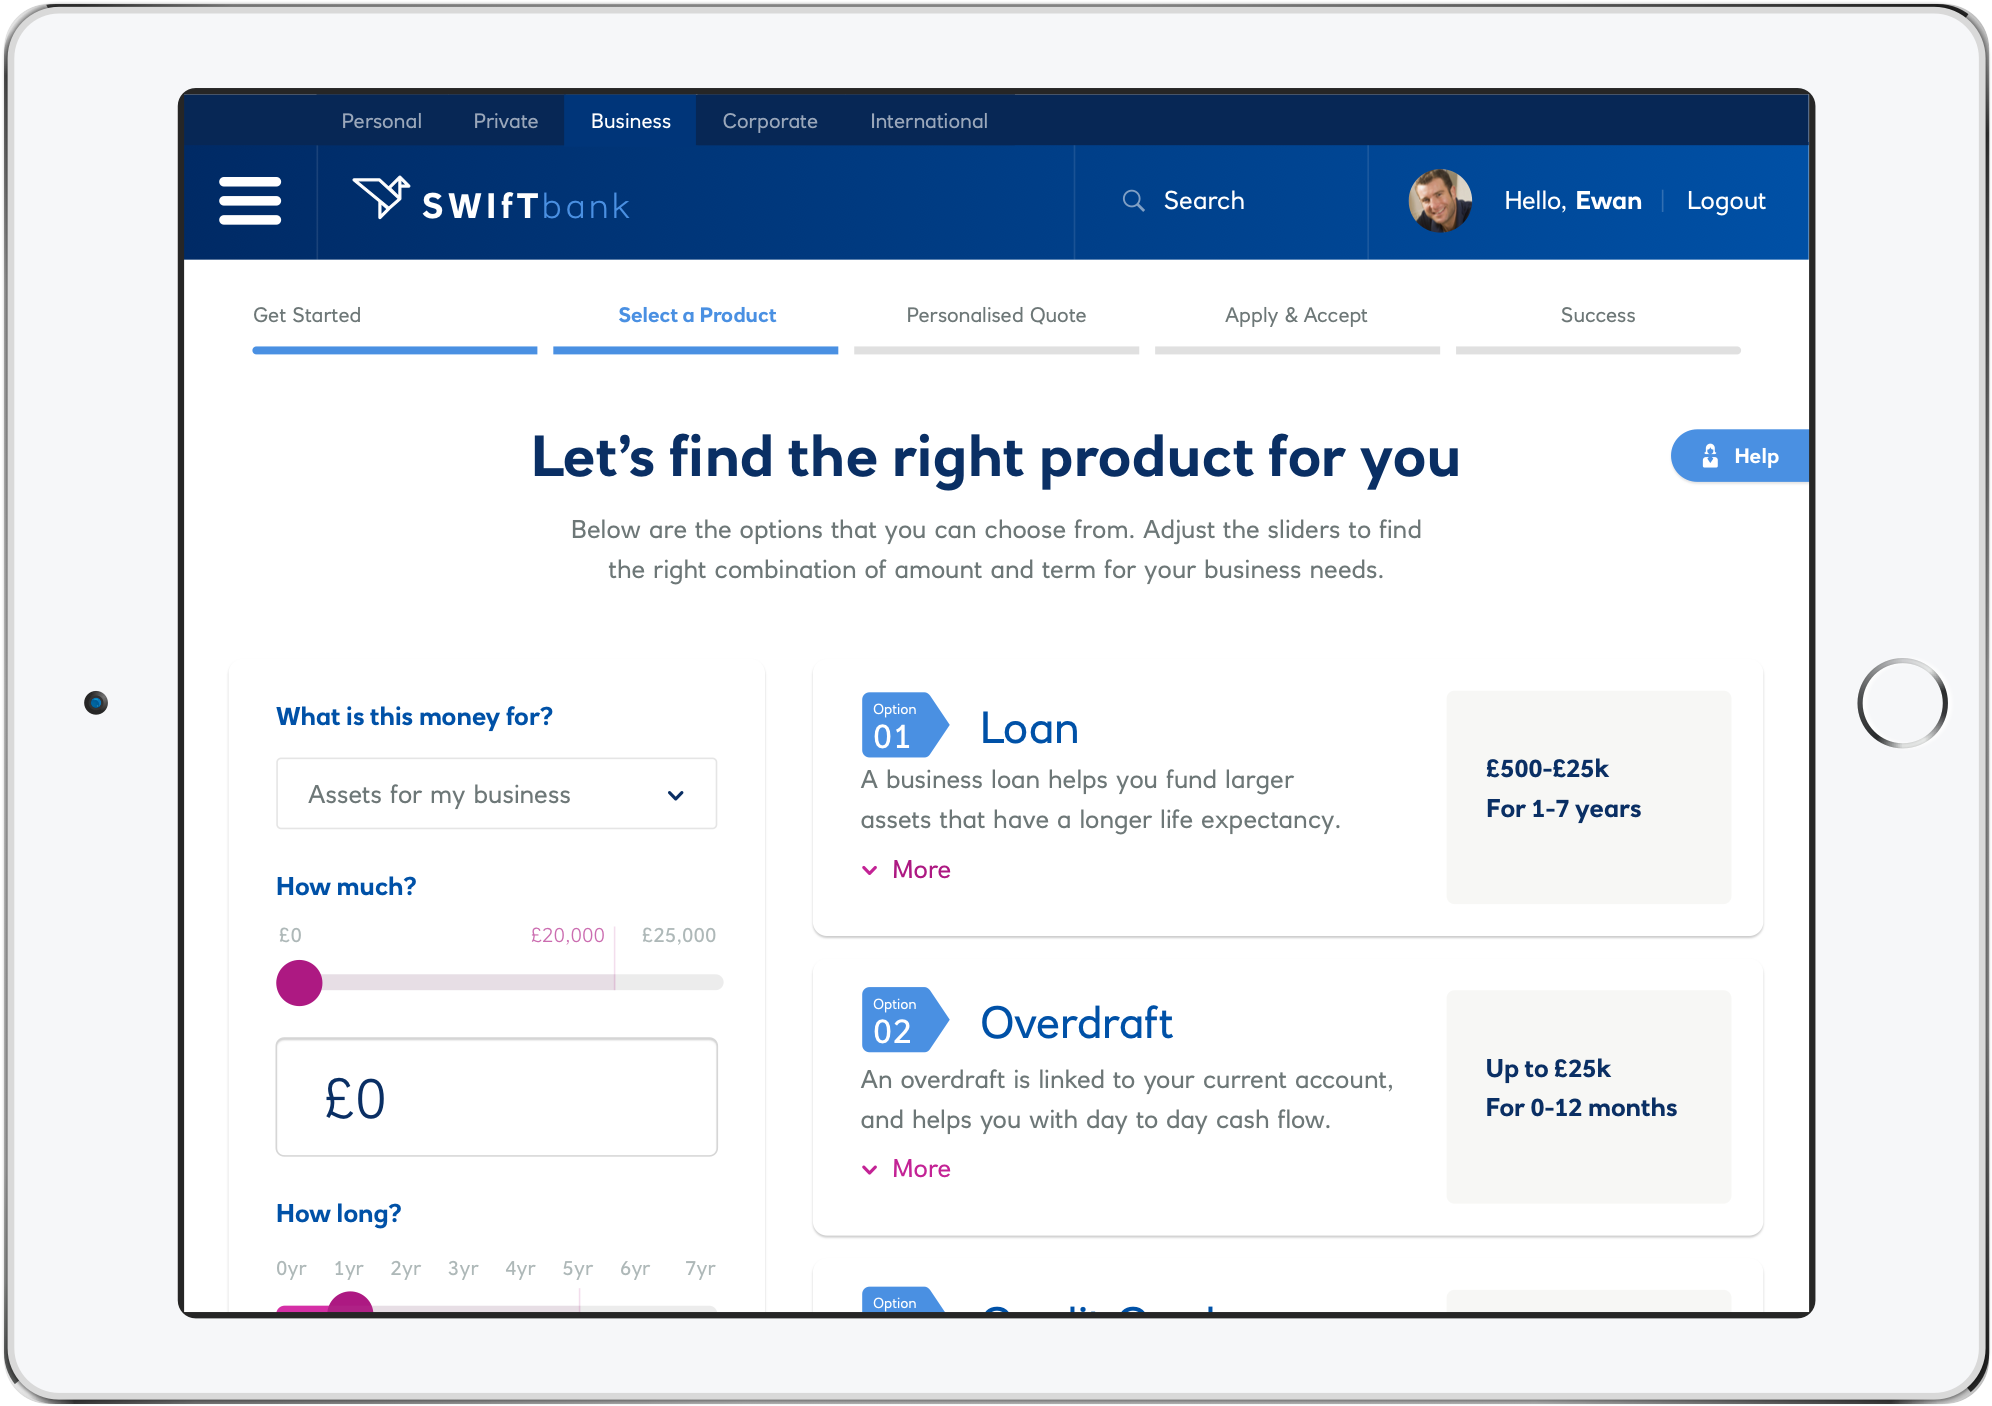 Personal Private Business Corporate International
SWIfTbank
Search
Hello, Ewan
Logout
Get Started
Select a Product
Personalised Quote
Apply & Accept
Success
Let's find the right product for you
Help
Below are the options that you can choose from. Adjust the sliders to find
the right combination of amount and term for your business needs.
What is this money for?
Assets for my business
How much?
£0 £20,000 £25,000
£0
How long?
0yr 1yr 2yr 3yr 4yr 5yr 6yr 7yr
Option
01
Loan
A business loan helps you fund larger
assets that have a longer life expectancy.
More
£500-£25k
For 1-7 years
Option
02
Overdraft
An overdraft is linked to your current account,
and helps you with day to day cash flow.
More
Up to £25k
For 0-12 months
Option